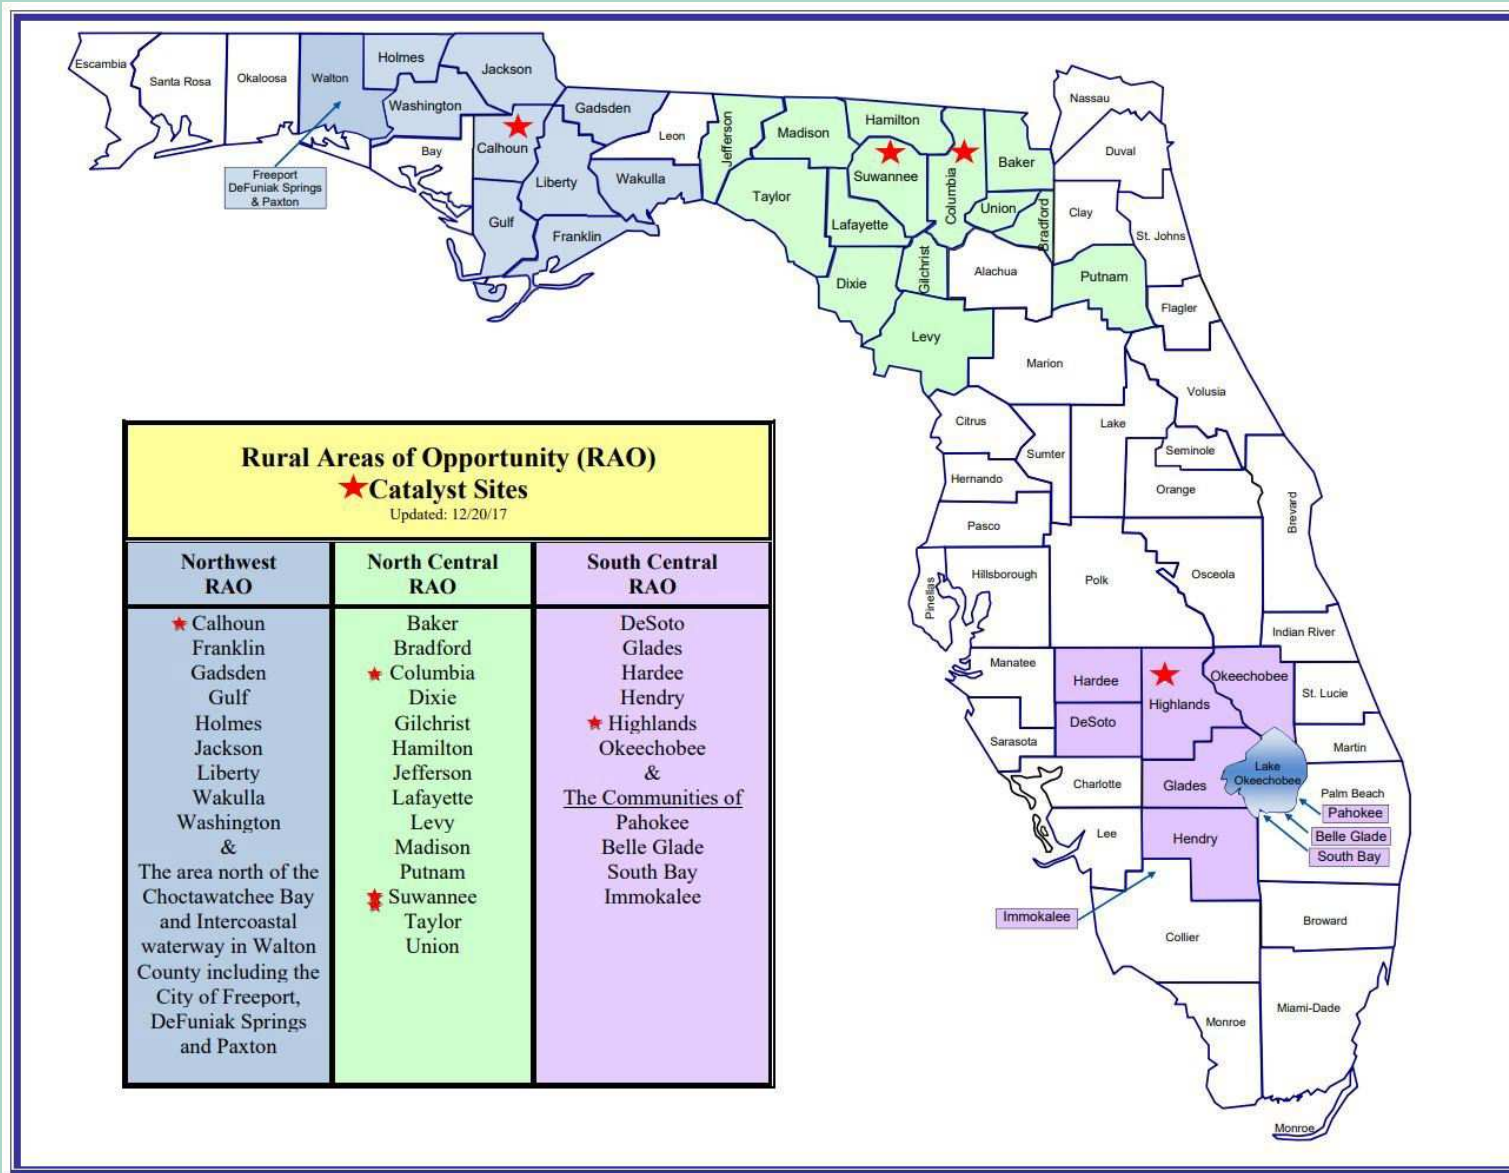 Escambia
Santa Rosa
Okaloosa
Walton
Holmes
Jackson
Washington
Bay
Calhoun
Gadsden
Liberty
Gulf
Franklin
Wakulla
Leon
Freeport
DeFuniak Springs
& Paxton
Jefferson
Madison
Taylor
Hamilton
Suwannee
Lafayette
Columbia
Baker
Union
Bradford
Gilchrist
Dixie
Levy
Alachua
Putnam
Nassau
Duval
Clay
St. Johns
Flagler
Marion
Volusia
Citrus
Sumter
Lake
Seminole
Orange
Hernando
Pasco
Brevard
Pinellas
Hillsborough
Polk
Osceola
Indian River
Manatee
Hardee
Highlands
Okeechobee
St. Lucie
DeSoto
Sarasota
Martin
Charlotte
Glades
Lake
Okeechobee
Palm Beach
Pahokee
Belle Glade
South Bay
Lee
Hendry
Immokalee
Collier
Broward
Monroe
Miami-Dade
Monroe
Rural Areas of Opportunity (RAO)
Catalyst Sites
Updated: 12/20/17
Northwest
RAO
Calhoun
Franklin
Gadsden
Gulf
Holmes
Jackson
Liberty
Wakulla
Washington
&
The area north of the
Choctawatchee Bay
and Intercoastal
waterway in Walton
County including the
City of Freeport,
DeFuniak Springs
and Paxton
North Central
RAO
Baker
Bradford
Columbia
Dixie
Gilchrist
Hamilton
Jefferson
Lafayette
Levy
Madison
Putnam
Suwannee
Taylor
Union
South Central
RAO
DeSoto
Glades
Hardee
Hendry
Highlands
Okeechobee
&
The Communities of
Pahokee
Belle Glade
South Bay
Immokalee